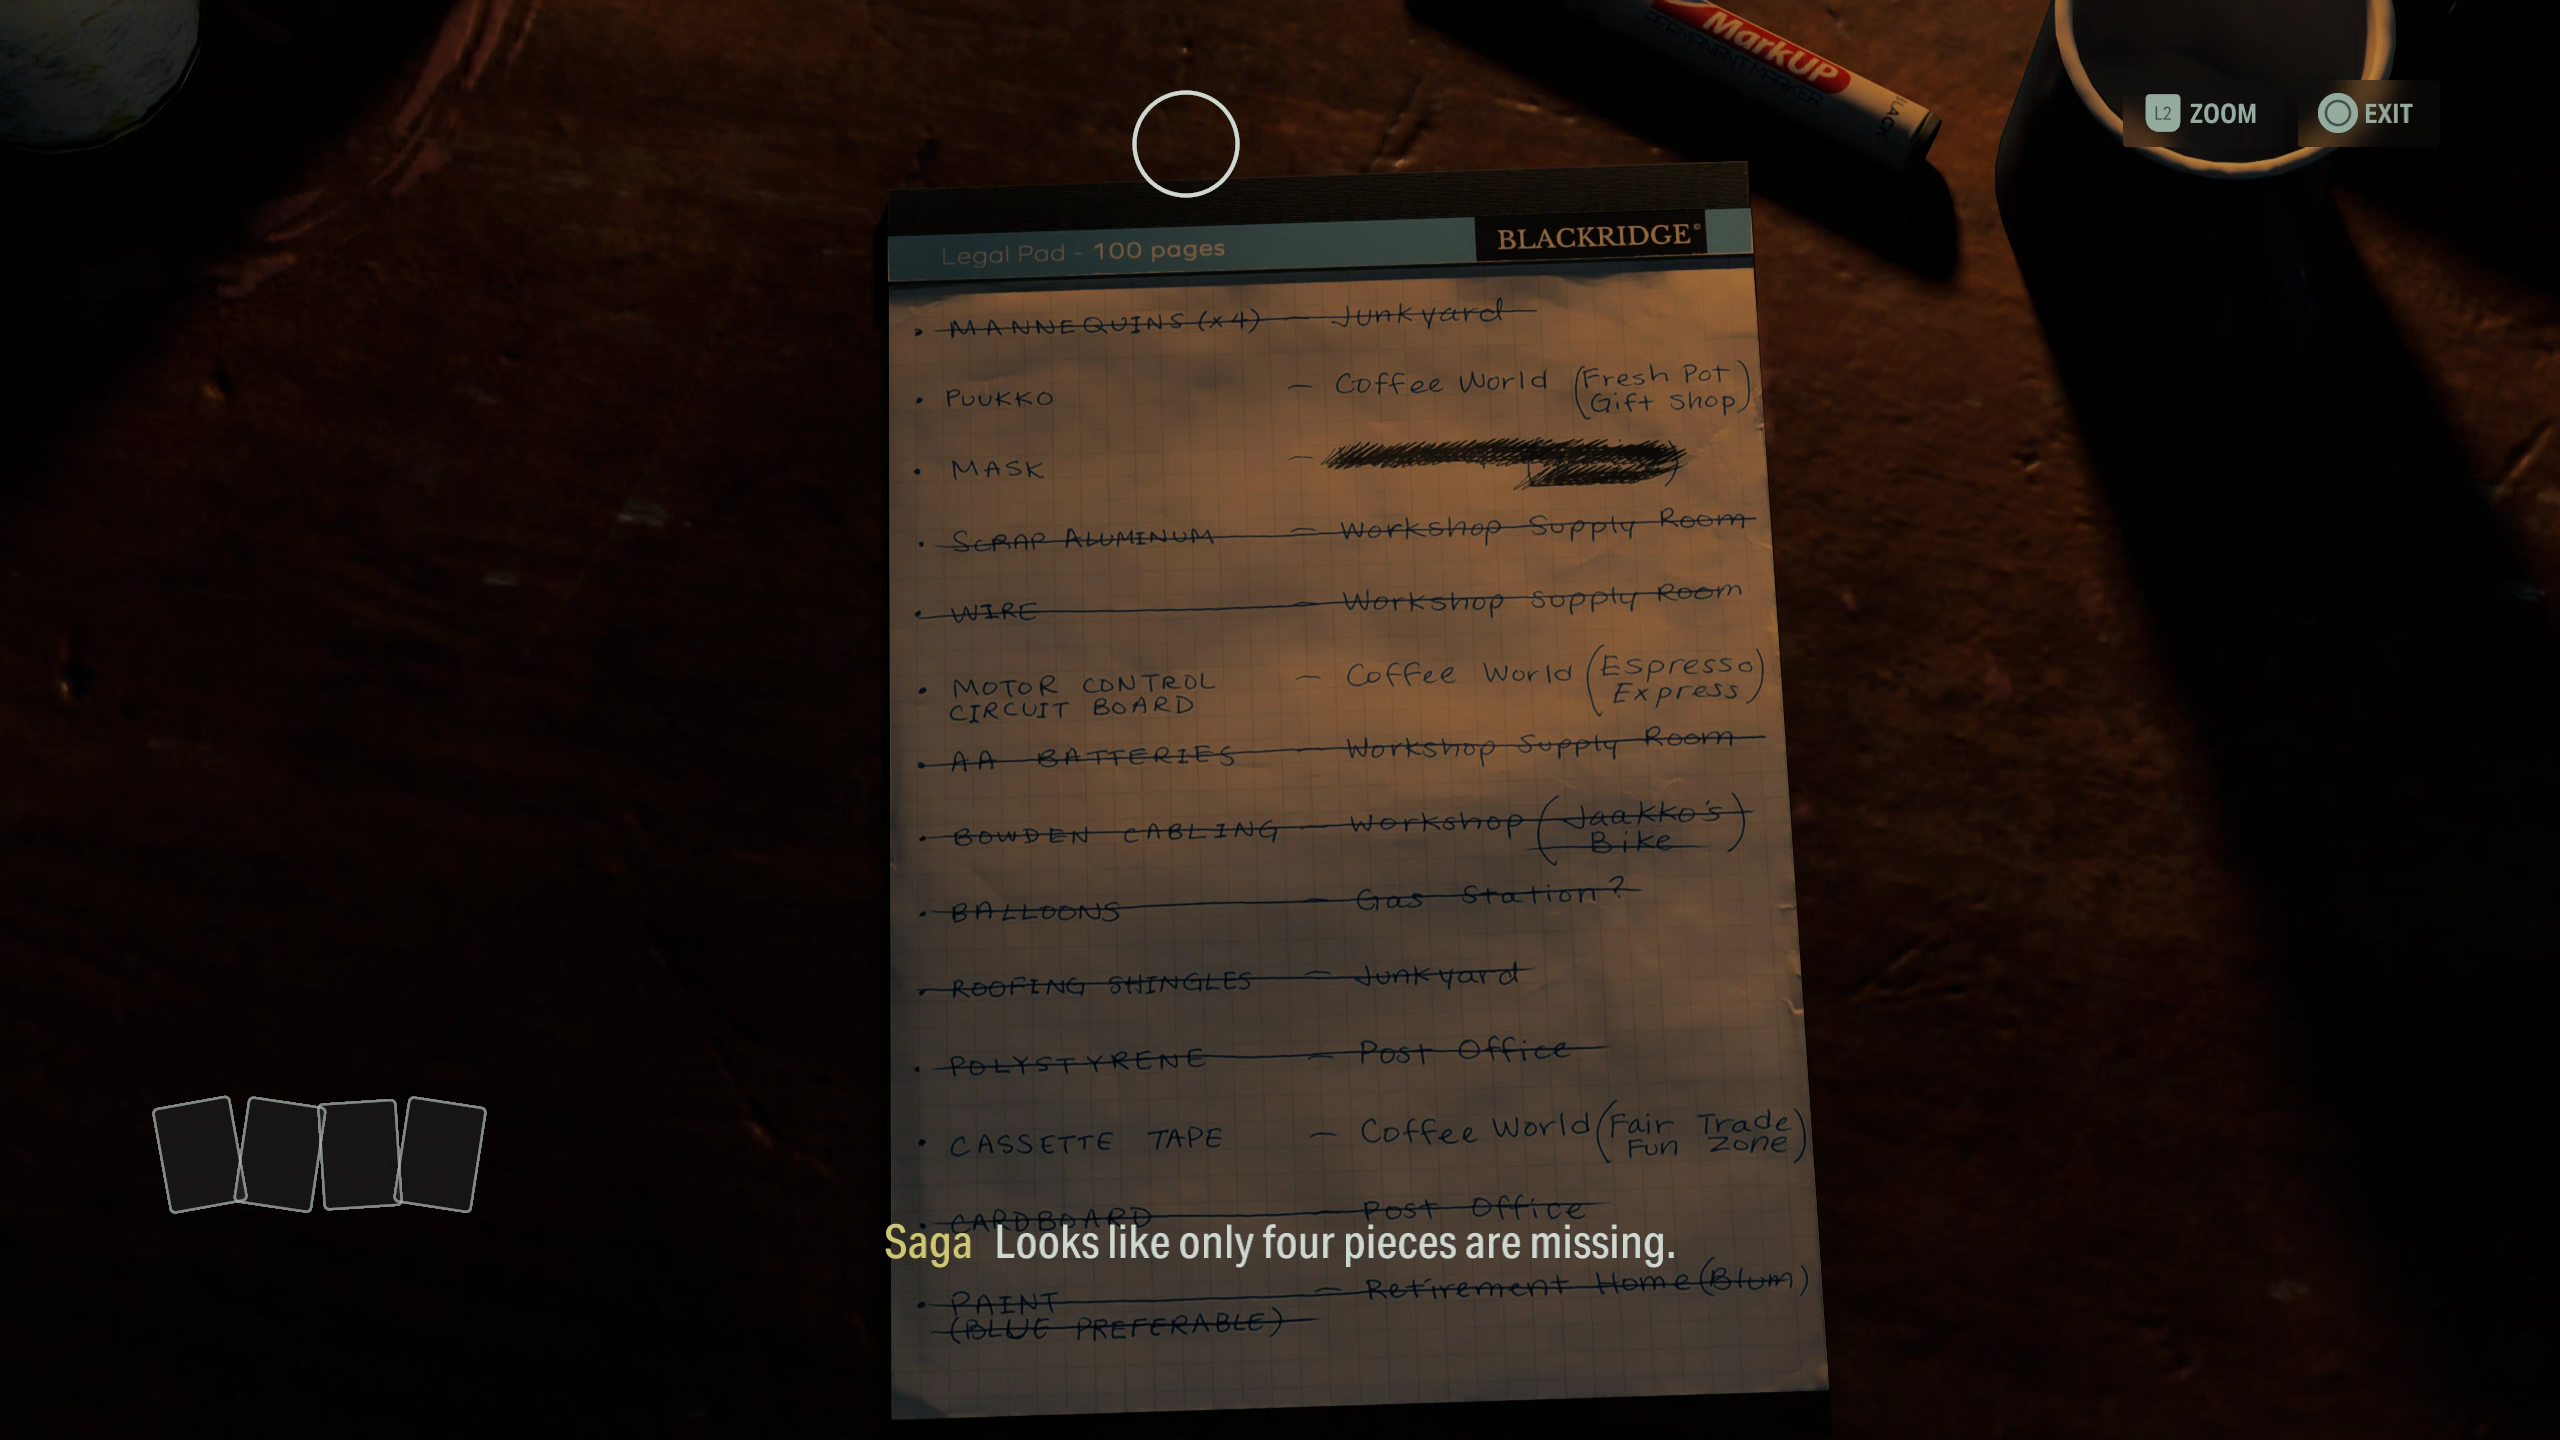 MarkUP
PERMANENT MARKER
BLACK
L2 ZOOM
EXIT
Legal Pad - 100 pages
BLACKRIDGE©
• MANNEQUINS (x4) — Junkyard
• PUUKKO — Coffee World (Fresh Pot
Gift Shop)
• MASK —
• SCRAP ALUMINUM — Workshop Supply Room
• WIRE — Workshop Supply Room
• MOTOR CONTROL — Coffee World (Espresso
CIRCUIT BOARD Express)
• AA BATTERIES — Workshop Supply Room
• BOWDEN CABLING — Workshop (Jaakko's
Bike)
• BALLOONS — Gas Station?
• ROOFING SHINGLES — Junkyard
• POLYSTYRENE — Post Office
• CASSETTE TAPE — Coffee World (Fair Trade
Fun Zone)
• CARDBOARD — Post Office
Saga Looks like only four pieces are missing.
• PAINT — Retirement Home (Blum)
(BLUE PREFERABLE)